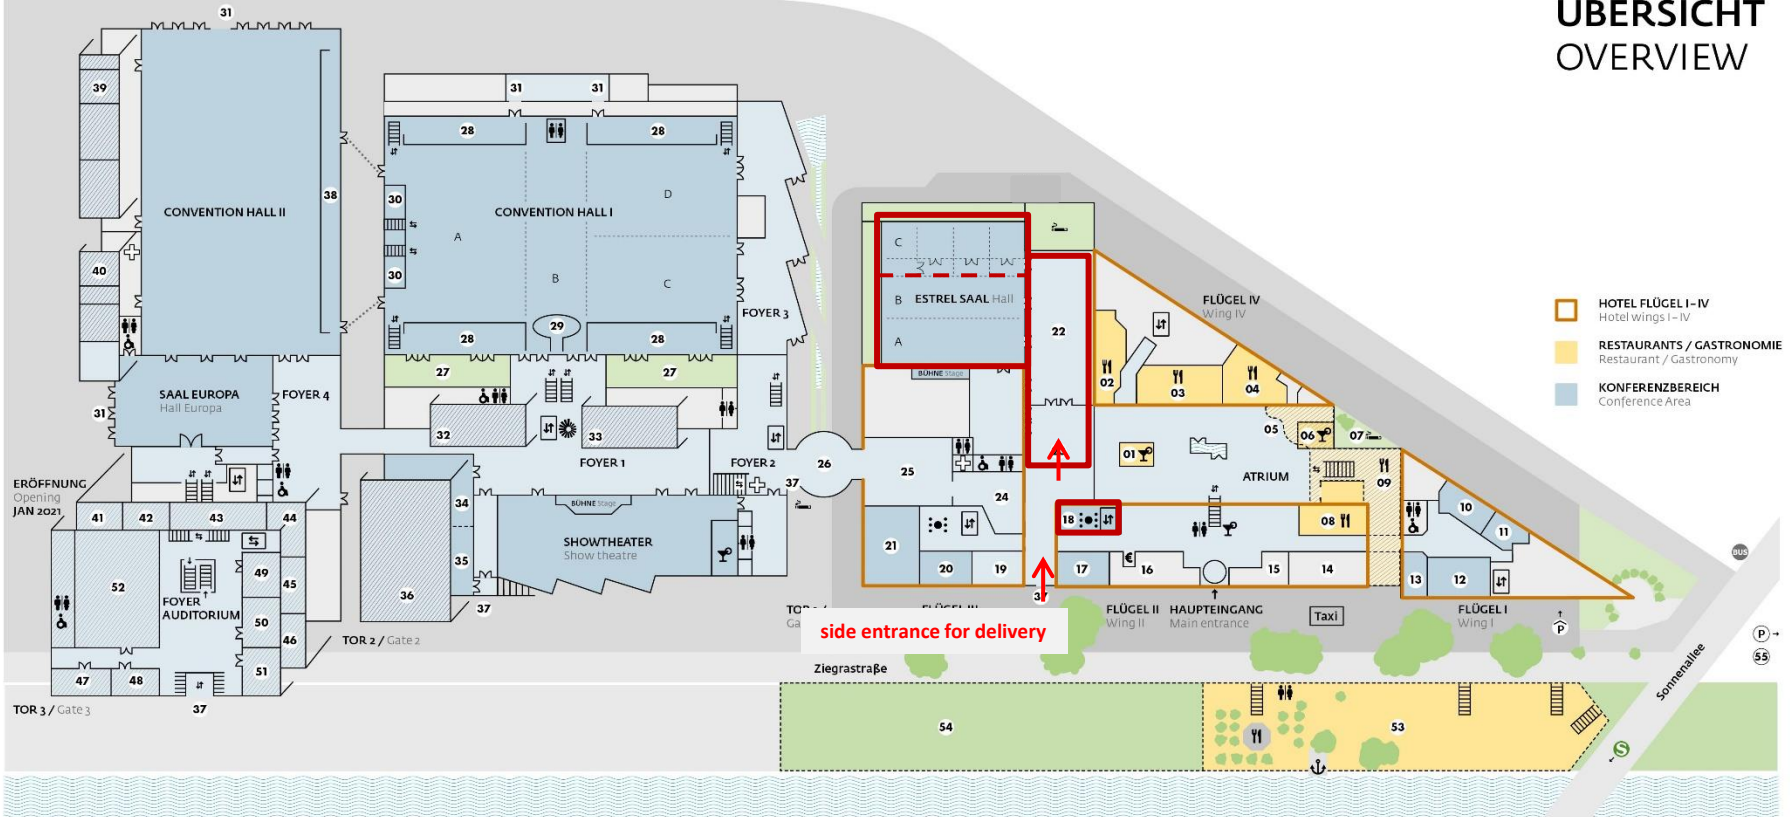 ÜBERSICHT
OVERVIEW
31
39
38
CONVENTION HALL II
40
31
31
28
28
30
D
CONVENTION HALL I
A
30
B
C
29
28
28
FOYER 3
27
27
SAAL EUROPA
Hall Europa
FOYER 4
31
32
33
FOYER 1
FOYER 2
37
26
25
24
C
B
ESTREL SAAL Hall
A
BÜHNE Stage
22
FLÜGEL IV
Wing IV
02
03
04
05
06
07
01
ATRIUM
09
08
18
HOTEL FLÜGEL I – IV
Hotel wings I – IV
RESTAURANTS / GASTRONOMIE
Restaurant / Gastronomy
KONFERENZBEREICH
Conference Area
ERÖFFNUNG
Opening
JAN 2021
41
42
43
44
34
BÜHNE Stage
SHOWTHEATER
Show theatre
35
36
37
52
FOYER
AUDITORIUM
49
45
50
46
51
47
48
37
TOR 3 / Gate 3
TOR 2 / Gate 2
21
20
19
17
€
16
15
14
10
11
13
12
BUS
FLÜGEL II
Wing II
HAUPTEINGANG
Main entrance
Taxi
FLÜGEL I
Wing I
P
side entrance for delivery
Ziegrastraße
Sonnenallee
P
55
S
54
53